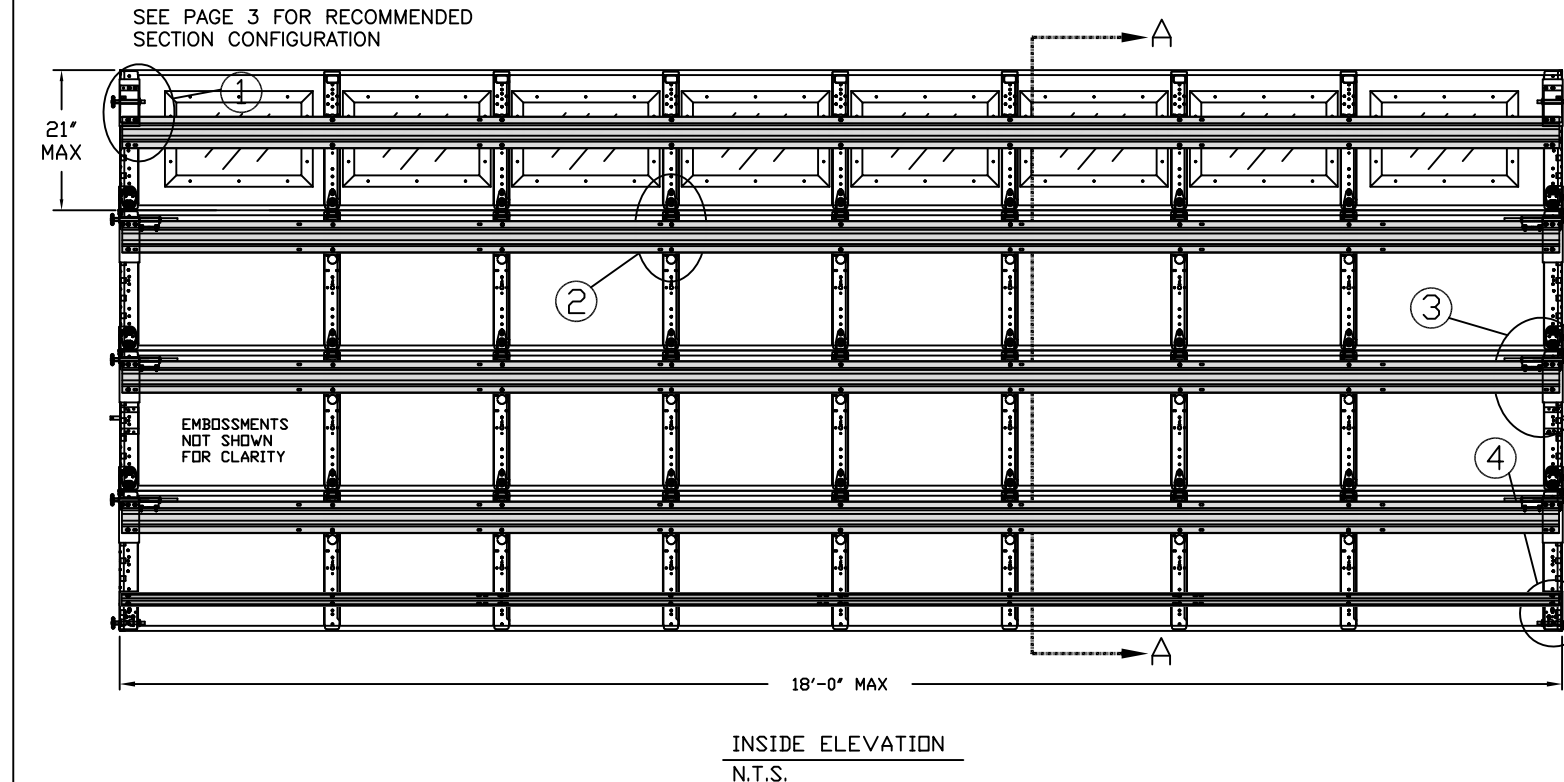 SEE PAGE 3 FOR RECOMMENDED
SECTION CONFIGURATION
A
1
21"
MAX
2
3
EMBOSSMENTS
NOT SHOWN
FOR CLARITY
4
A
18'-0" MAX
INSIDE ELEVATION
N.T.S.